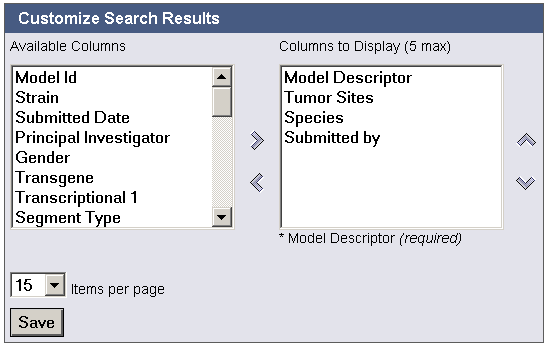 Customize Search Results
Available Columns
Columns to Display (5 max)
Model Id
Strain
Submitted Date
Principal Investigator
Gender
Transgene
Transcriptional 1
Segment Type
Model Descriptor
Tumor Sites
Species
Submitted by
* Model Descriptor (required)
15 Items per page
Save